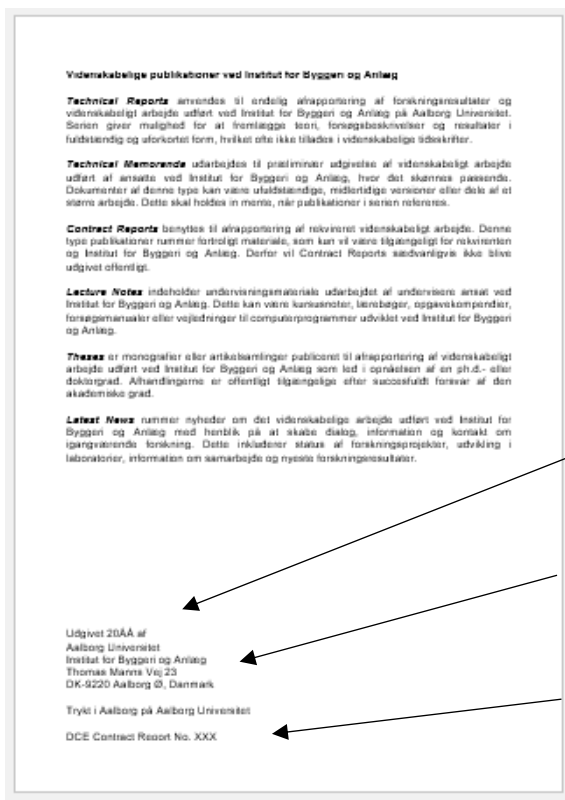 Videnskabelige publikationer ved Institut for Byggeri og Anlæg
Technical Reports anvendes til endelig afrapportering af forskningsresultater og
videnskabeligt arbejde udført ved Institut for Byggeri og Anlæg på Aalborg Universitet.
Serien giver mulighed for at fremlægge teori, forsøgsbeskrivelser og resultater i
fuldstændig og uforkortet form, hvilket ofte ikke tillades i videnskabelige tidsskrifter.
Technical Memoranda udarbejdes til præliminær udgivelse af videnskabeligt arbejde
udført af ansatte ved Institut for Byggeri og Anlæg, hvor det skønnes passende.
Dokumenter af denne type kan være ufuldstændige, midlertidige versioner eller dele af et
større arbejde. Dette skal holdes in mente, når publikationer i serien refereres.
Contract Reports benyttes til afrapportering af rekvireret videnskabeligt arbejde. Denne
type publikationer rummer fortroligt materiale, som kun vil være tilgængeligt for rekvirenten
og Institut for Byggeri og Anlæg. Derfor vil Contract Reports sædvanligvis ikke blive
udgivet offentligt.
Lecture Notes indeholder undervisningsmateriale udarbejdet af undervisere ansat ved
Institut for Byggeri og Anlæg. Dette kan være kursusnoter, lærebøger, opgavekompendier,
forsøgsmanualer eller vejledninger til computerprogrammer udviklet ved Institut for Byggeri
og Anlæg.
Theses er monografier eller artikelsamlinger publiceret til afrapportering af videnskabeligt
arbejde udført ved Institut for Byggeri og Anlæg som led i opnåelsen af en ph.d.- eller
doktorgrad. Afhandlingerne er offentligt tilgængelige efter succesfuldt forsvar af den
akademiske grad.
Latest News rummer nyheder om det videnskabelige arbejde udført ved Institut for
Byggeri og Anlæg med henblik på at skabe dialog, information og kontakt om
igangværende forskning. Dette inkluderer status af forskningsprojekter, udvikling i
laboratorier, information om samarbejde og nyeste forskningsresultater.
Udgivet 20ÅÅ af
Aalborg Universitet
Institut for Byggeri og Anlæg
Thomas Manns Vej 23
DK-9220 Aalborg Ø, Danmark
Trykt i Aalborg på Aalborg Universitet
DCE Contract Report No. XXX